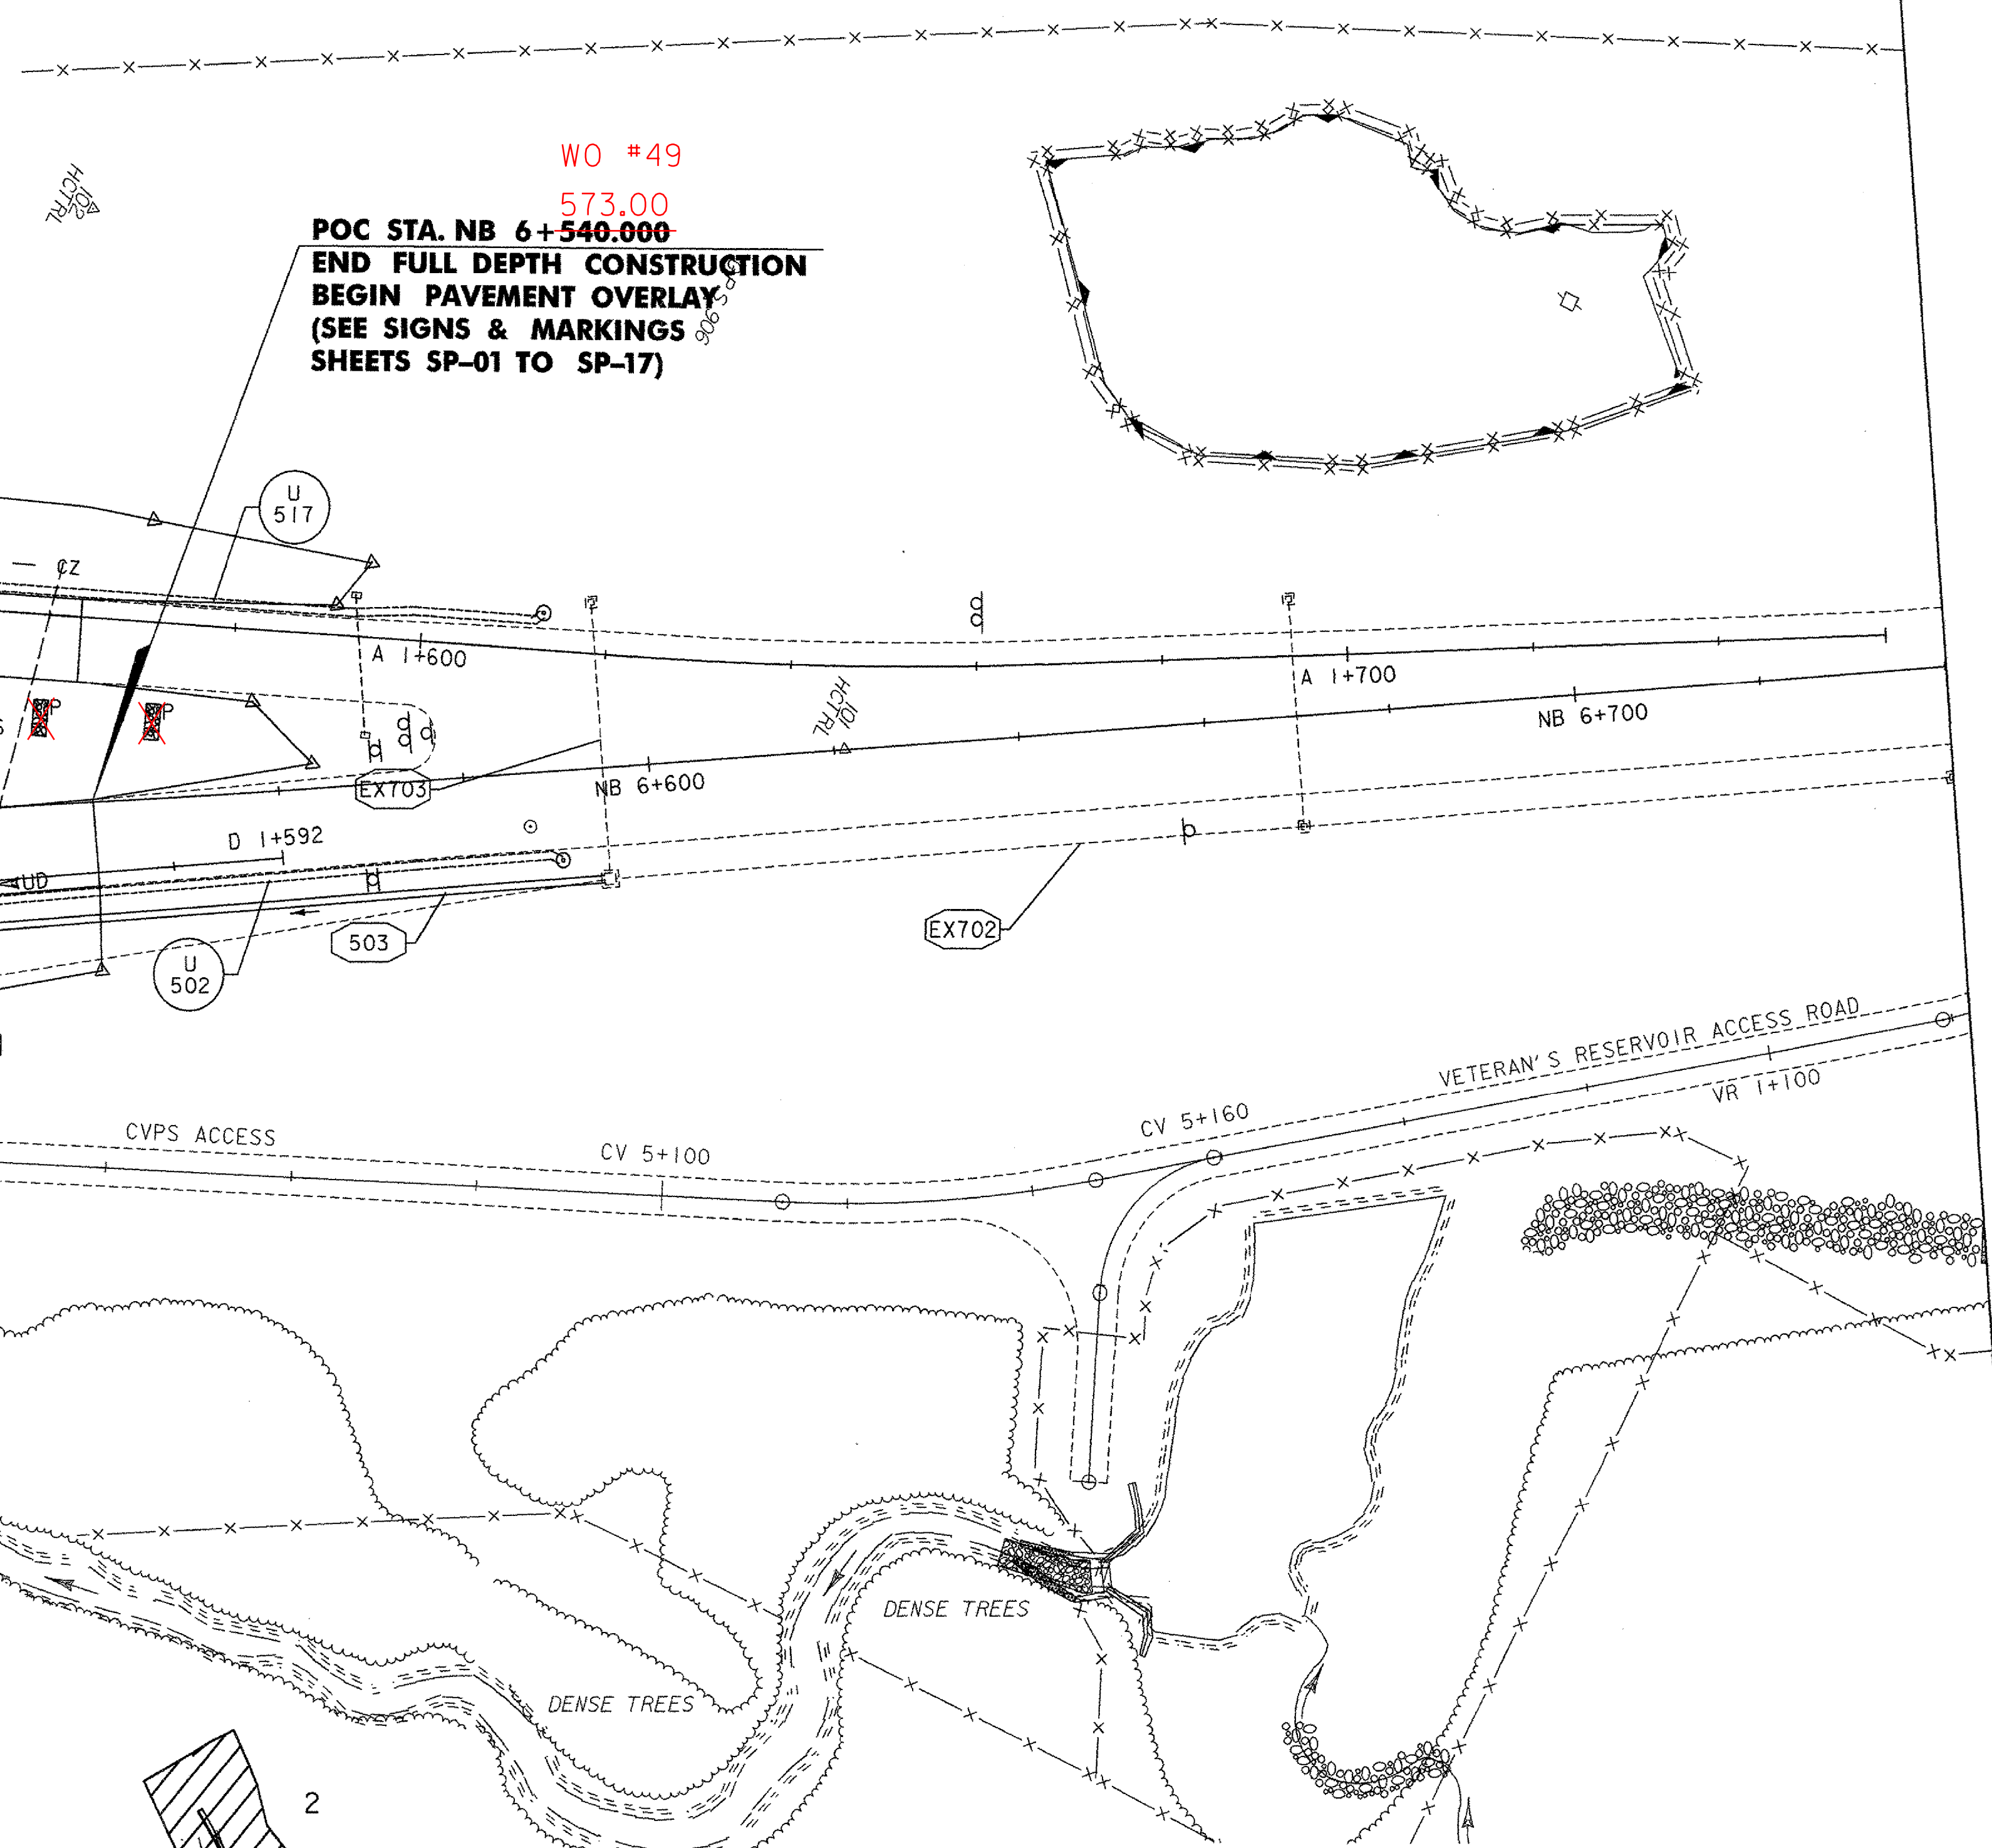 WO #49
573.00
POC STA. NB 6+540.000
END FULL DEPTH CONSTRUCTION
BEGIN PAVEMENT OVERLAY
(SEE SIGNS & MARKINGS
SHEETS SP-01 TO SP-17)
102
HCTRL
GPS 906
U
517
CZ
A 1+600
A 1+700
P
P
101
HCTRL
NB 6+700
EX703
NB 6+600
D 1+592
UD
503
EX702
U
502
VETERAN'S RESERVOIR ACCESS ROAD
VR 1+100
CV 5+160
CVPS ACCESS
CV 5+100
DENSE TREES
DENSE TREES
2